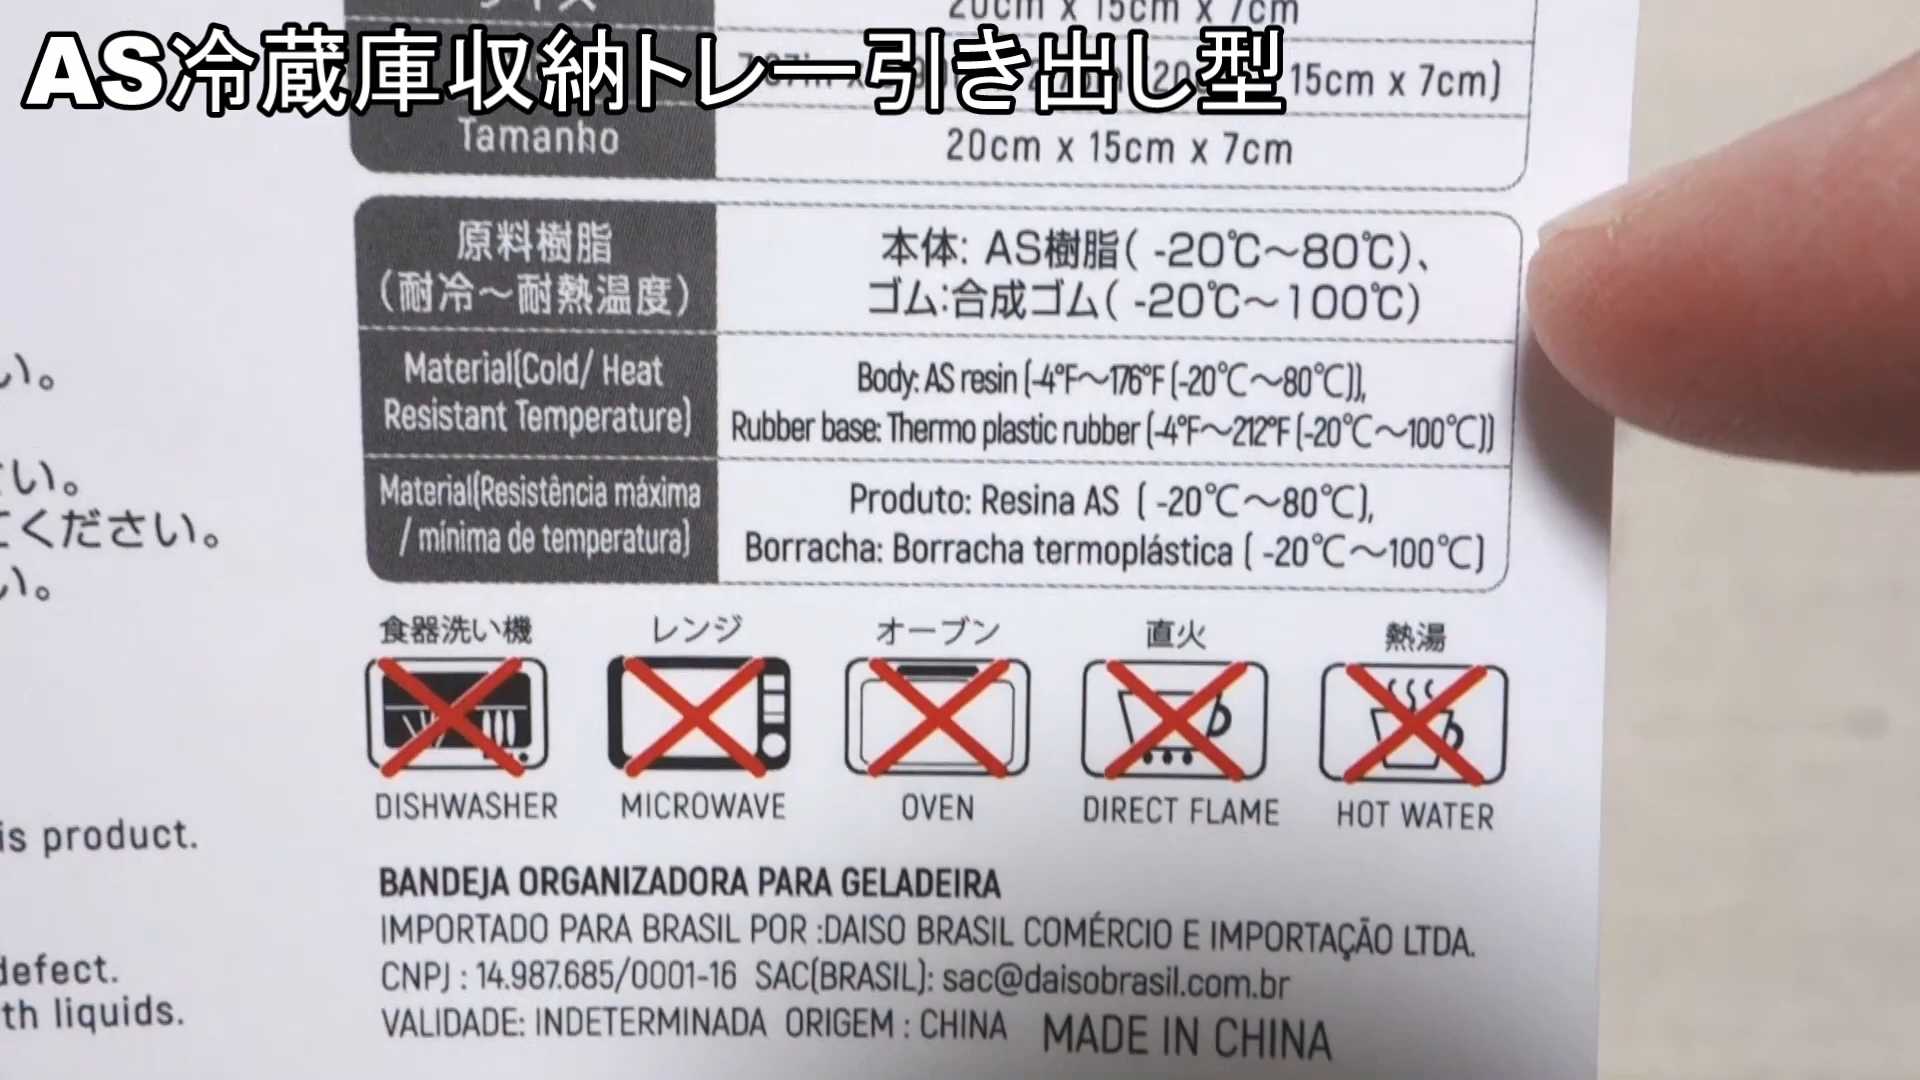 AS冷蔵庫収納トレー引き出し型
サイズ
20cm x 15cm x 7cm
15cm x 7cm)
Tamanho
20cm x 15cm x 7cm
原料樹脂
(耐冷〜耐熱温度)
本体: AS樹脂( -20℃〜80℃)、
ゴム:合成ゴム( -20℃〜100℃)
Material(Cold/ Heat
Resistant Temperature)
Body: AS resin (-4°F〜176°F (-20℃〜80℃)),
Rubber base: Thermo plastic rubber (-4°F〜212°F (-20℃〜100℃))
Material(Resistência máxima
/ mínima de temperatura)
Produto: Resina AS ( -20℃〜80℃),
Borracha: Borracha termoplástica ( -20℃〜100℃)
い。
さい。
てください。
い。
食器洗い機
レンジ
オーブン
直火
熱湯
DISHWASHER
MICROWAVE
OVEN
DIRECT FLAME
HOT WATER
is product.
defect.
th liquids.
BANDEJA ORGANIZADORA PARA GELADEIRA
IMPORTADO PARA BRASIL POR :DAISO BRASIL COMÉRCIO E IMPORTAÇÃO LTDA.
CNPJ : 14.987.685/0001-16 SAC(BRASIL): sac@daisobrasil.com.br
VALIDADE: INDETERMINADA ORIGEM : CHINA MADE IN CHINA